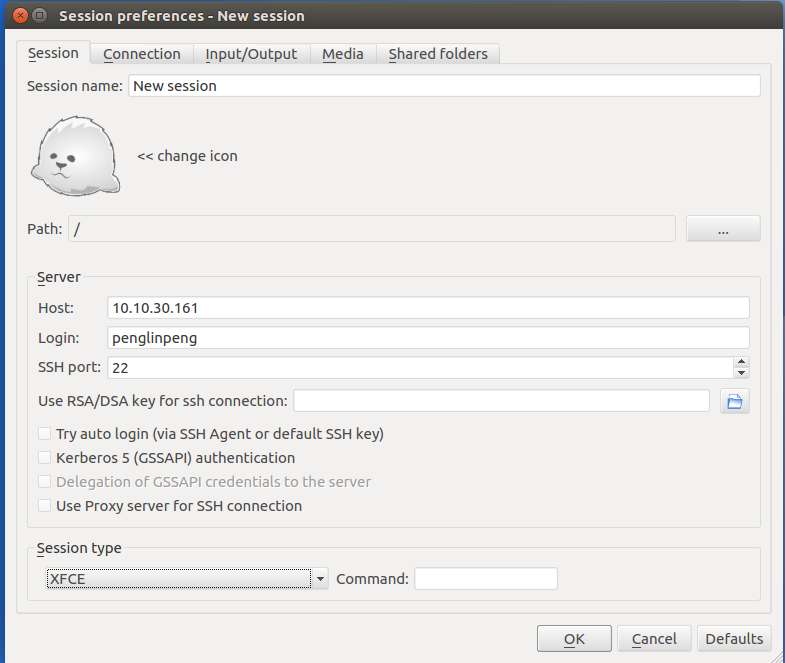 Session preferences - New session
Session Connection Input/Output Media Shared folders
Session name: New session
<< change icon
Path: / ...
Server
Host: 10.10.30.161
Login: penglinpeng
SSH port: 22
Use RSA/DSA key for ssh connection:
Try auto login (via SSH Agent or default SSH key)
Kerberos 5 (GSSAPI) authentication
Delegation of GSSAPI credentials to the server
Use Proxy server for SSH connection
Session type
XFCE Command:
OK Cancel Defaults